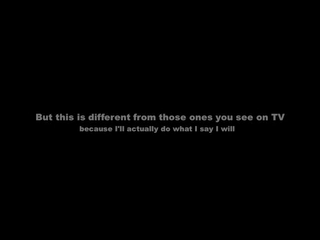 But this is different from those ones you see on TV
because I'll actually do what I say I will